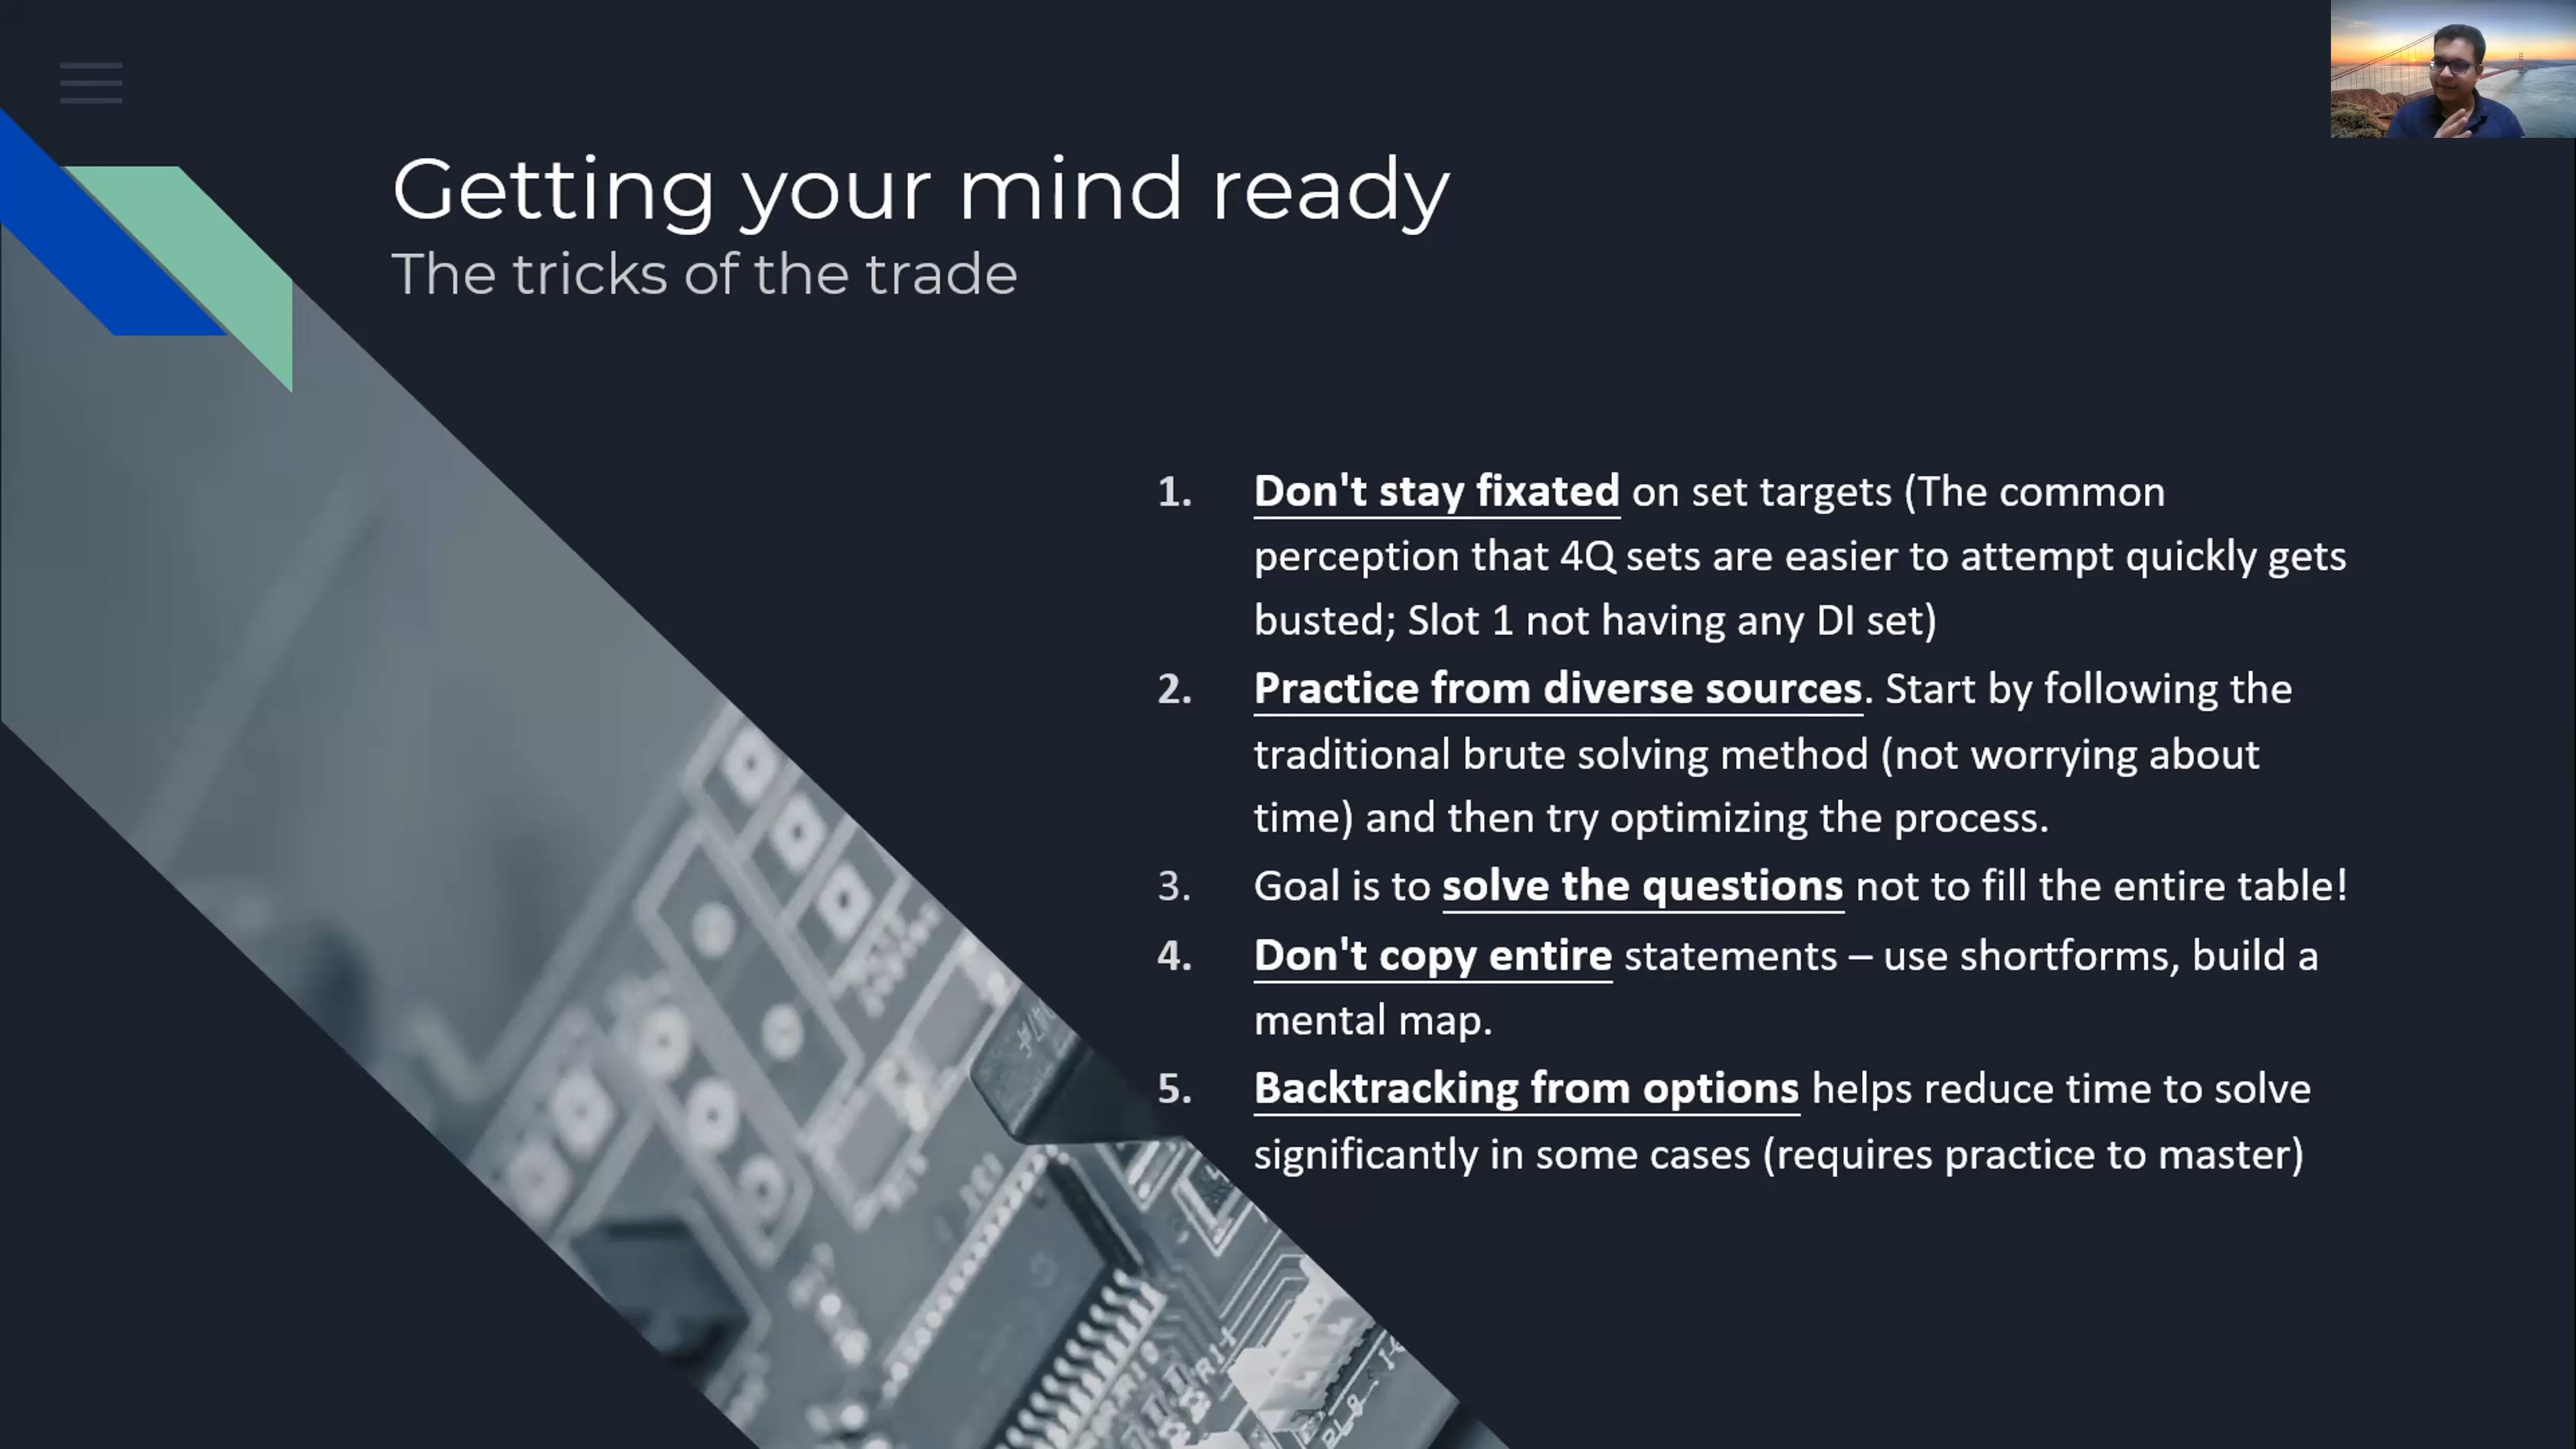 Getting your mind ready
The tricks of the trade
1. Don't stay fixated on set targets (The common
perception that 4Q sets are easier to attempt quickly gets
busted; Slot 1 not having any DI set)
2. Practice from diverse sources. Start by following the
traditional brute solving method (not worrying about
time) and then try optimizing the process.
3. Goal is to solve the questions not to fill the entire table!
4. Don't copy entire statements – use shortforms, build a
mental map.
5. Backtracking from options helps reduce time to solve
significantly in some cases (requires practice to master)